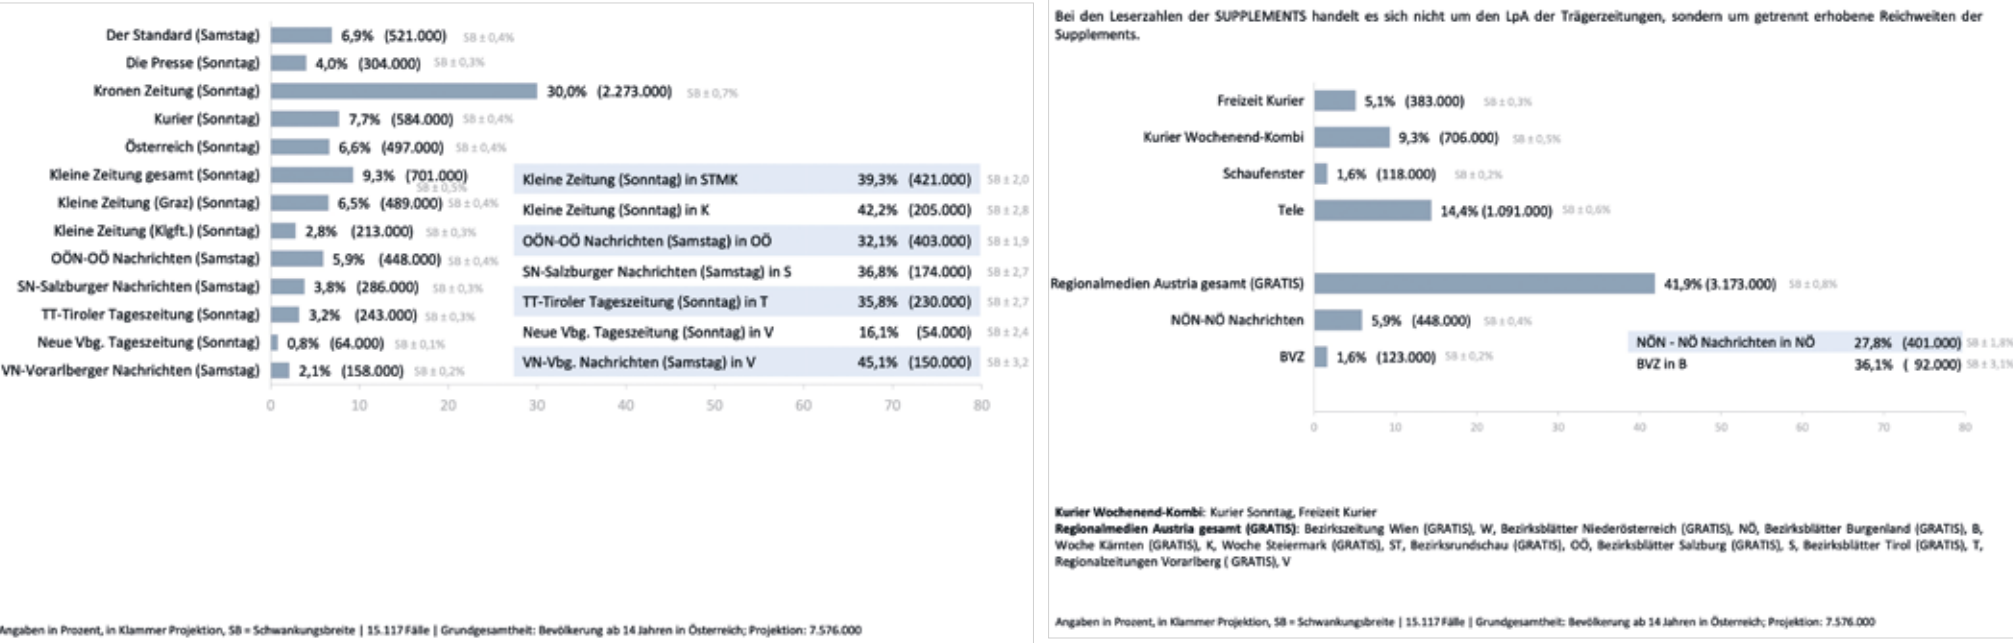 Der Standard (Samstag) 6,9% (521.000) SB ± 0,4%
Die Presse (Sonntag) 4,0% (304.000) SB ± 0,3%
Kronen Zeitung (Sonntag) 30,0% (2.273.000) SB ± 0,7%
Kurier (Sonntag) 7,7% (584.000) SB ± 0,4%
Österreich (Sonntag) 6,6% (497.000) SB ± 0,4%
Kleine Zeitung gesamt (Sonntag) 9,3% (701.000) SB ± 0,5%
Kleine Zeitung (Graz) (Sonntag) 6,5% (489.000) SB ± 0,4%
Kleine Zeitung (Klgft.) (Sonntag) 2,8% (213.000) SB ± 0,3%
OÖN-OÖ Nachrichten (Samstag) 5,9% (448.000) SB ± 0,4%
SN-Salzburger Nachrichten (Samstag) 3,8% (286.000) SB ± 0,3%
TT-Tiroler Tageszeitung (Sonntag) 3,2% (243.000) SB ± 0,3%
Neue Vbg. Tageszeitung (Sonntag) 0,8% (64.000) SB ± 0,1%
VN-Vorarlberger Nachrichten (Samstag) 2,1% (158.000) SB ± 0,2%
0 10 20 30 40 50 60 70 80
Kleine Zeitung (Sonntag) in STMK 39,3% (421.000) SB ± 2,0
Kleine Zeitung (Sonntag) in K 42,2% (205.000) SB ± 2,8
OÖN-OÖ Nachrichten (Samstag) in OÖ 32,1% (403.000) SB ± 1,9
SN-Salzburger Nachrichten (Samstag) in S 36,8% (174.000) SB ± 2,7
TT-Tiroler Tageszeitung (Sonntag) in T 35,8% (230.000) SB ± 2,7
Neue Vbg. Tageszeitung (Sonntag) in V 16,1% (54.000) SB ± 2,4
VN-Vbg. Nachrichten (Samstag) in V 45,1% (150.000) SB ± 3,2
Angaben in Prozent, in Klammer Projektion, SB = Schwankungsbreite | 15.117 Fälle | Grundgesamtheit: Bevölkerung ab 14 Jahren in Österreich; Projektion: 7.576.000
Bei den Leserzahlen der SUPPLEMENTS handelt es sich nicht um den LpA der Trägerzeitungen, sondern um getrennt erhobene Reichweiten der
Supplements.
Freizeit Kurier 5,1% (383.000) SB ± 0,3%
Kurier Wochenend-Kombi 9,3% (706.000) SB ± 0,5%
Schaufenster 1,6% (118.000) SB ± 0,2%
Tele 14,4% (1.091.000) SB ± 0,6%
Regionalmedien Austria gesamt (GRATIS) 41,9% (3.173.000) SB ± 0,8%
NÖN-NÖ Nachrichten 5,9% (448.000) SB ± 0,4%
BVZ 1,6% (123.000) SB ± 0,2%
NÖN - NÖ Nachrichten in NÖ 27,8% (401.000) SB ± 1,8%
BVZ in B 36,1% ( 92.000) SB ± 3,1%
0 10 20 30 40 50 60 70 80
Kurier Wochenend-Kombi: Kurier Sonntag, Freizeit Kurier
Regionalmedien Austria gesamt (GRATIS): Bezirkszeitung Wien (GRATIS), W, Bezirksblätter Niederösterreich (GRATIS), NÖ, Bezirksblätter Burgenland (GRATIS), B,
Woche Kärnten (GRATIS), K, Woche Steiermark (GRATIS), ST, Bezirksrundschau (GRATIS), OÖ, Bezirksblätter Salzburg (GRATIS), S, Bezirksblätter Tirol (GRATIS), T,
Regionalzeitungen Vorarlberg ( GRATIS), V
Angaben in Prozent, in Klammer Projektion, SB = Schwankungsbreite | 15.117 Fälle | Grundgesamtheit: Bevölkerung ab 14 Jahren in Österreich; Projektion: 7.576.000